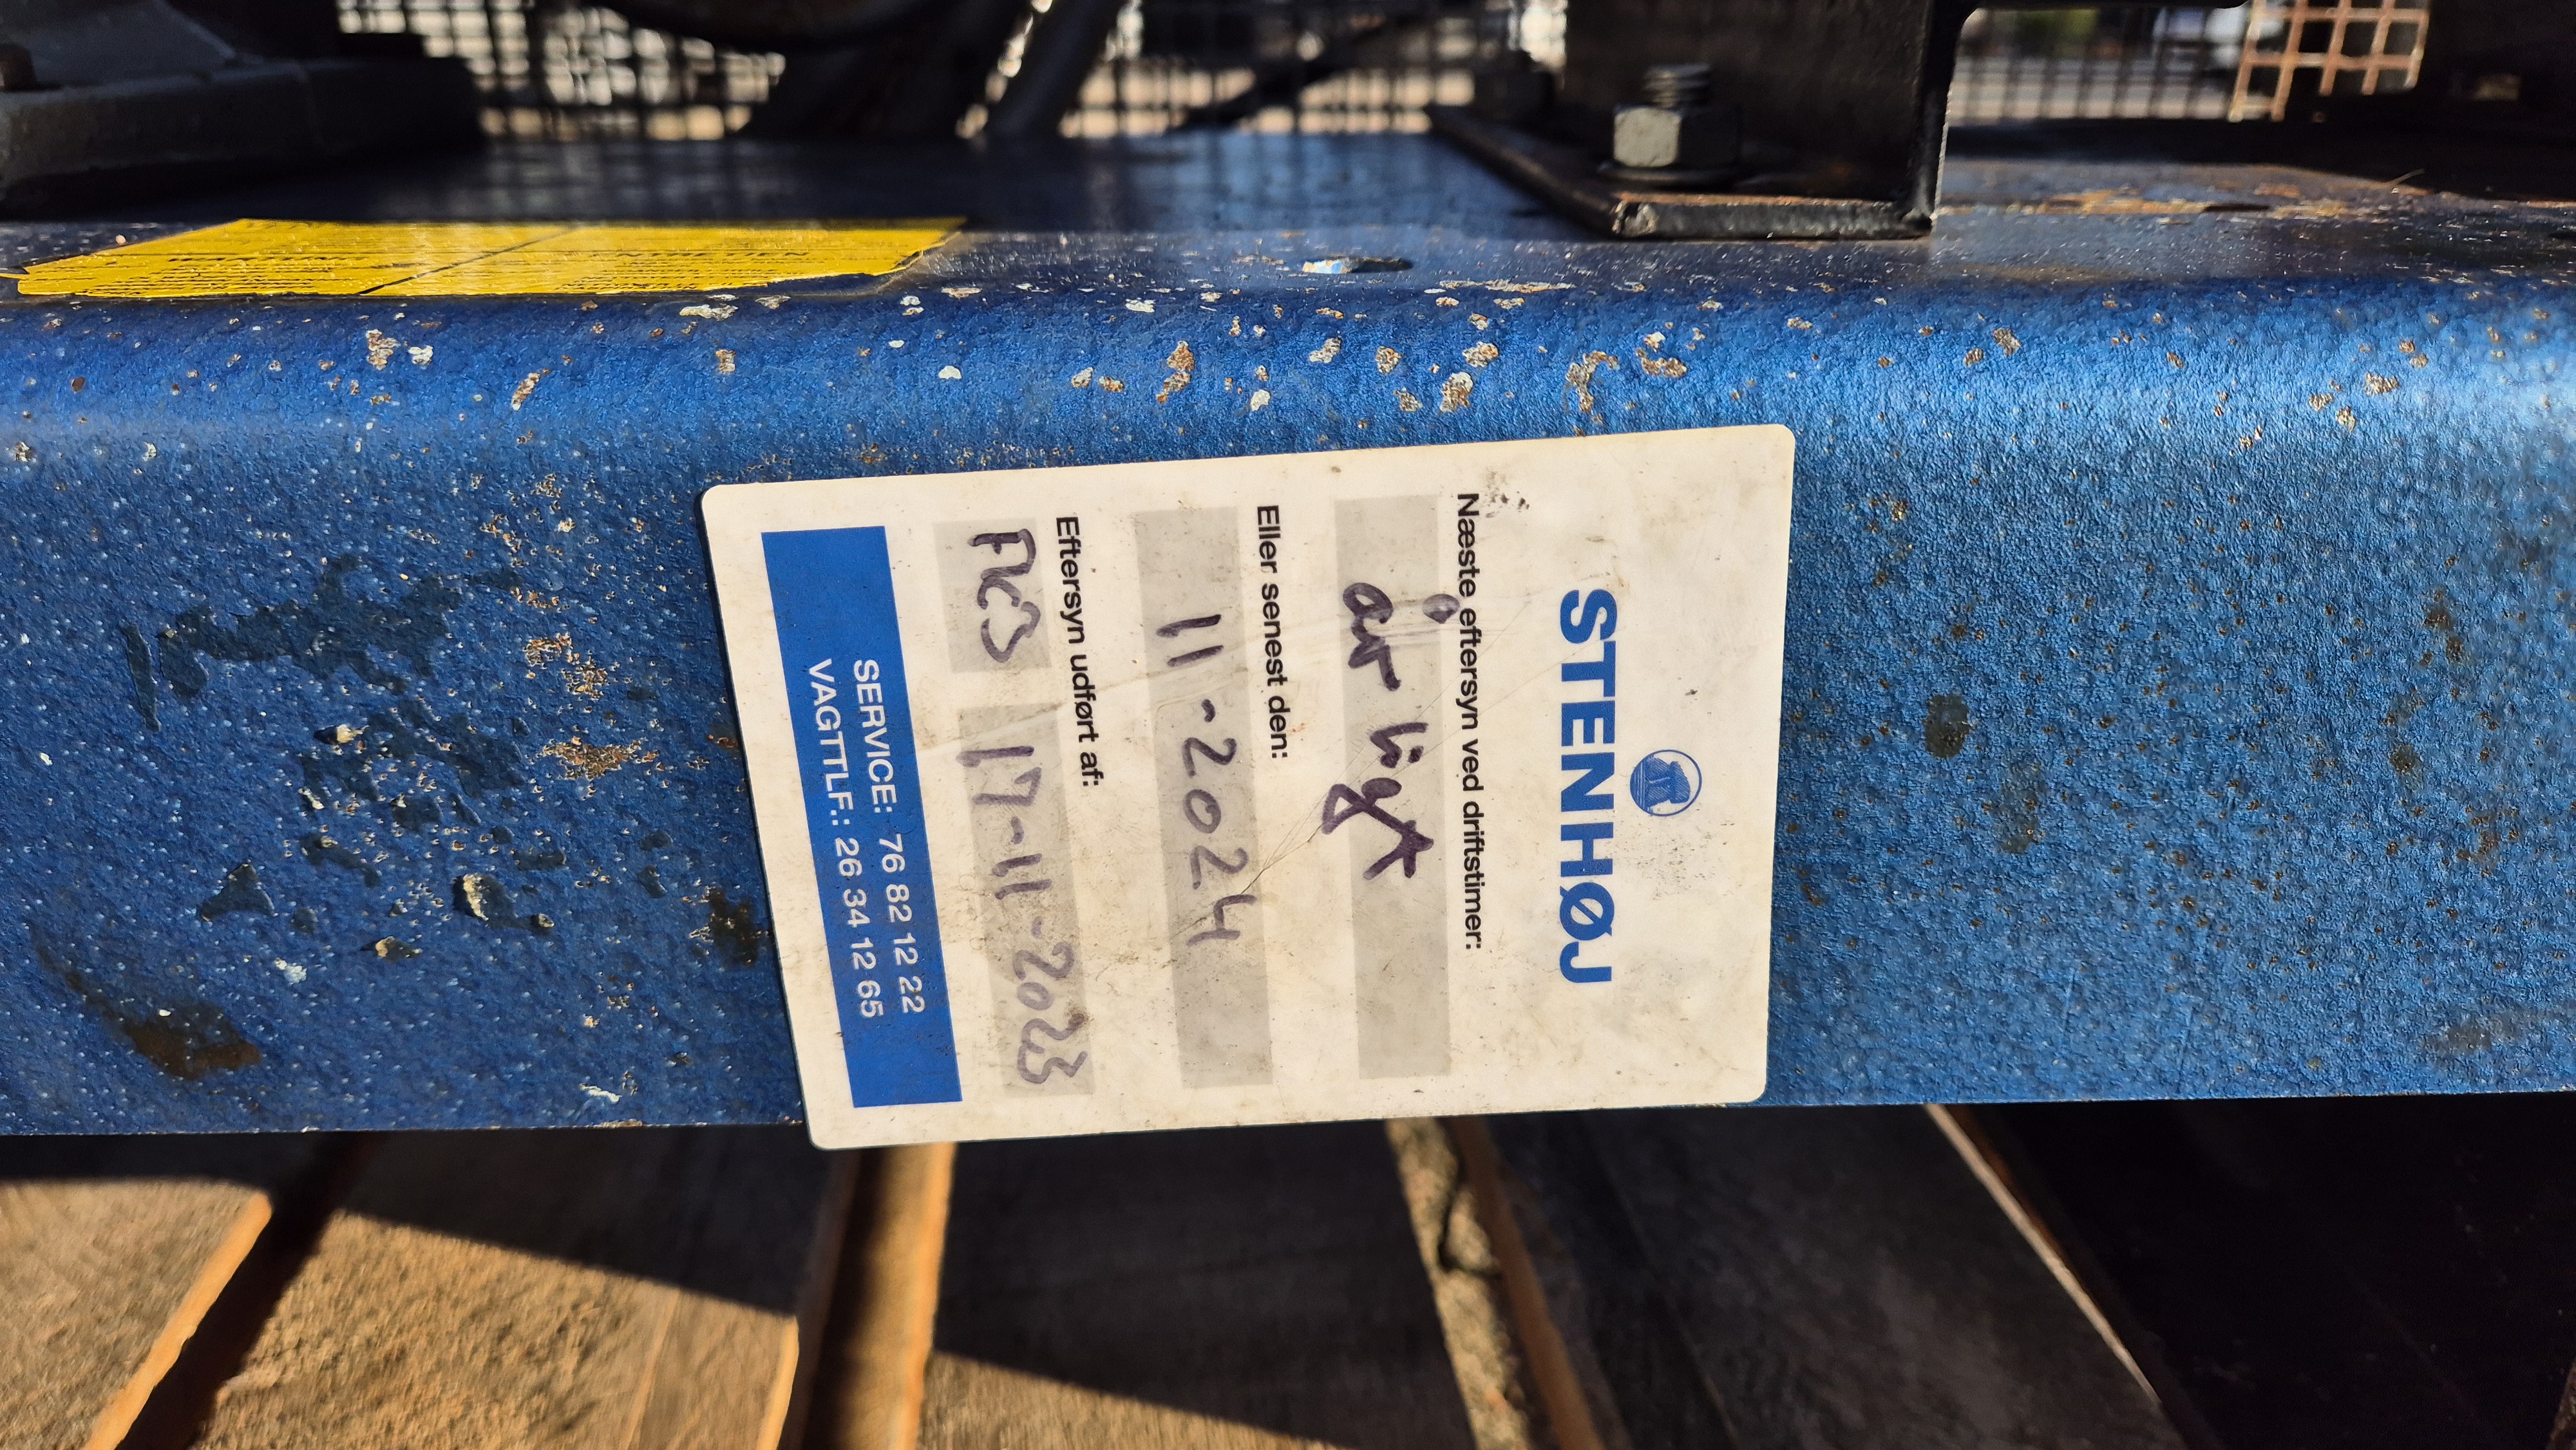 STENHØJ
Næste eftersyn ved driftstimer:
årligt
Eller senest den:
11-2024
Eftersyn udført af:
17-11-2023
SERVICE: 76 82 12 22
VAGTTLF.: 26 34 12 65